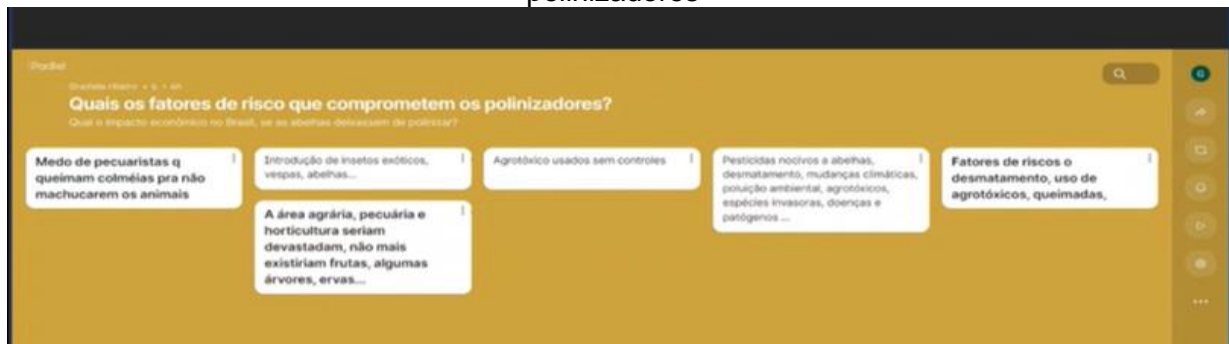 polinizadores
Quais os fatores de risco que comprometem os polinizadores?
Qual o impacto econômico no Brasil, se as abelhas deixassem de polinizar?
Medo de pecuaristas q
queimam colméias pra não
machucarem os animais
Introdução de insetos exóticos,
vespas, abelhas...
A área agrária, pecuária e
horticultura seriam
devastadam, não mais
existiriam frutas, algumas
árvores, ervas...
Agrotóxico usados sem controles
Pesticidas nocivos a abelhas,
desmatamento, mudanças climáticas,
poluição ambiental, agrotóxicos,
espécies invasoras, doenças e
patógenos ...
Fatores de riscos o
desmatamento, uso de
agrotóxicos, queimadas,
G